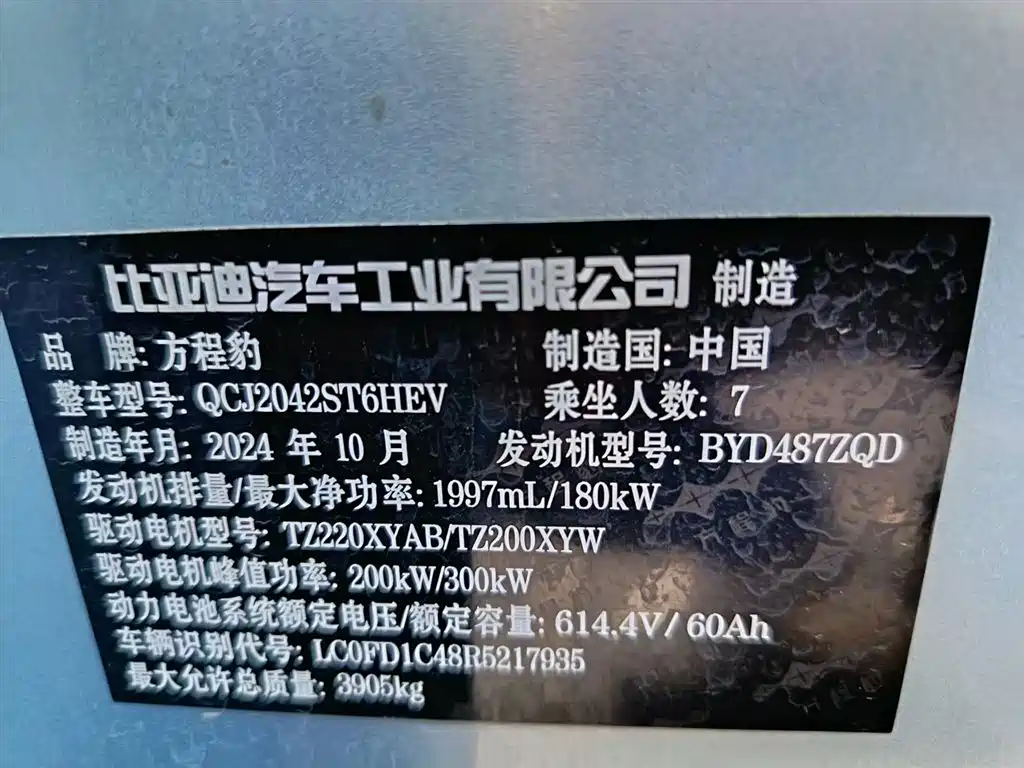 比亚迪汽车工业有限公司 制造
品 牌: 方程豹 制造国: 中国
整车型号: QCJ2042ST6HEV 乘坐人数: 7
制造年月: 2024 年 10 月 发动机型号: BYD487ZQD
发动机排量/最大净功率: 1997mL/180kW
驱动电机型号: TZ220XYAB/TZ200XYW
驱动电机峰值功率: 200kW/300kW
动力电池系统额定电压/额定容量: 614.4V/ 60Ah
车辆识别代号: LC0FD1C48R5217935
最大允许总质量: 3905kg